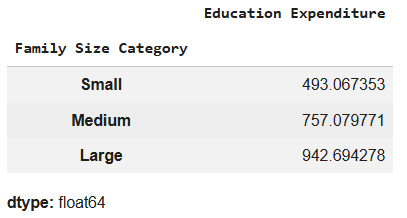 Education Expenditure
Family Size Category
Small 493.067353
Medium 757.079771
Large 942.694278
dtype: float64